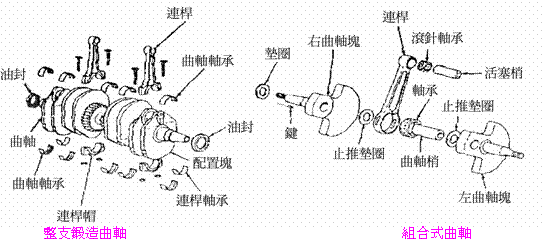 連桿
曲軸軸承
油封
曲軸
曲軸軸承
連桿帽
油封
配置塊
連桿軸承
整支鍛造曲軸
墊圈
右曲軸塊
連桿
滾針軸承
活塞梢
軸承
止推墊圈
鍵
止推墊圈
曲軸梢
左曲軸塊
組合式曲軸